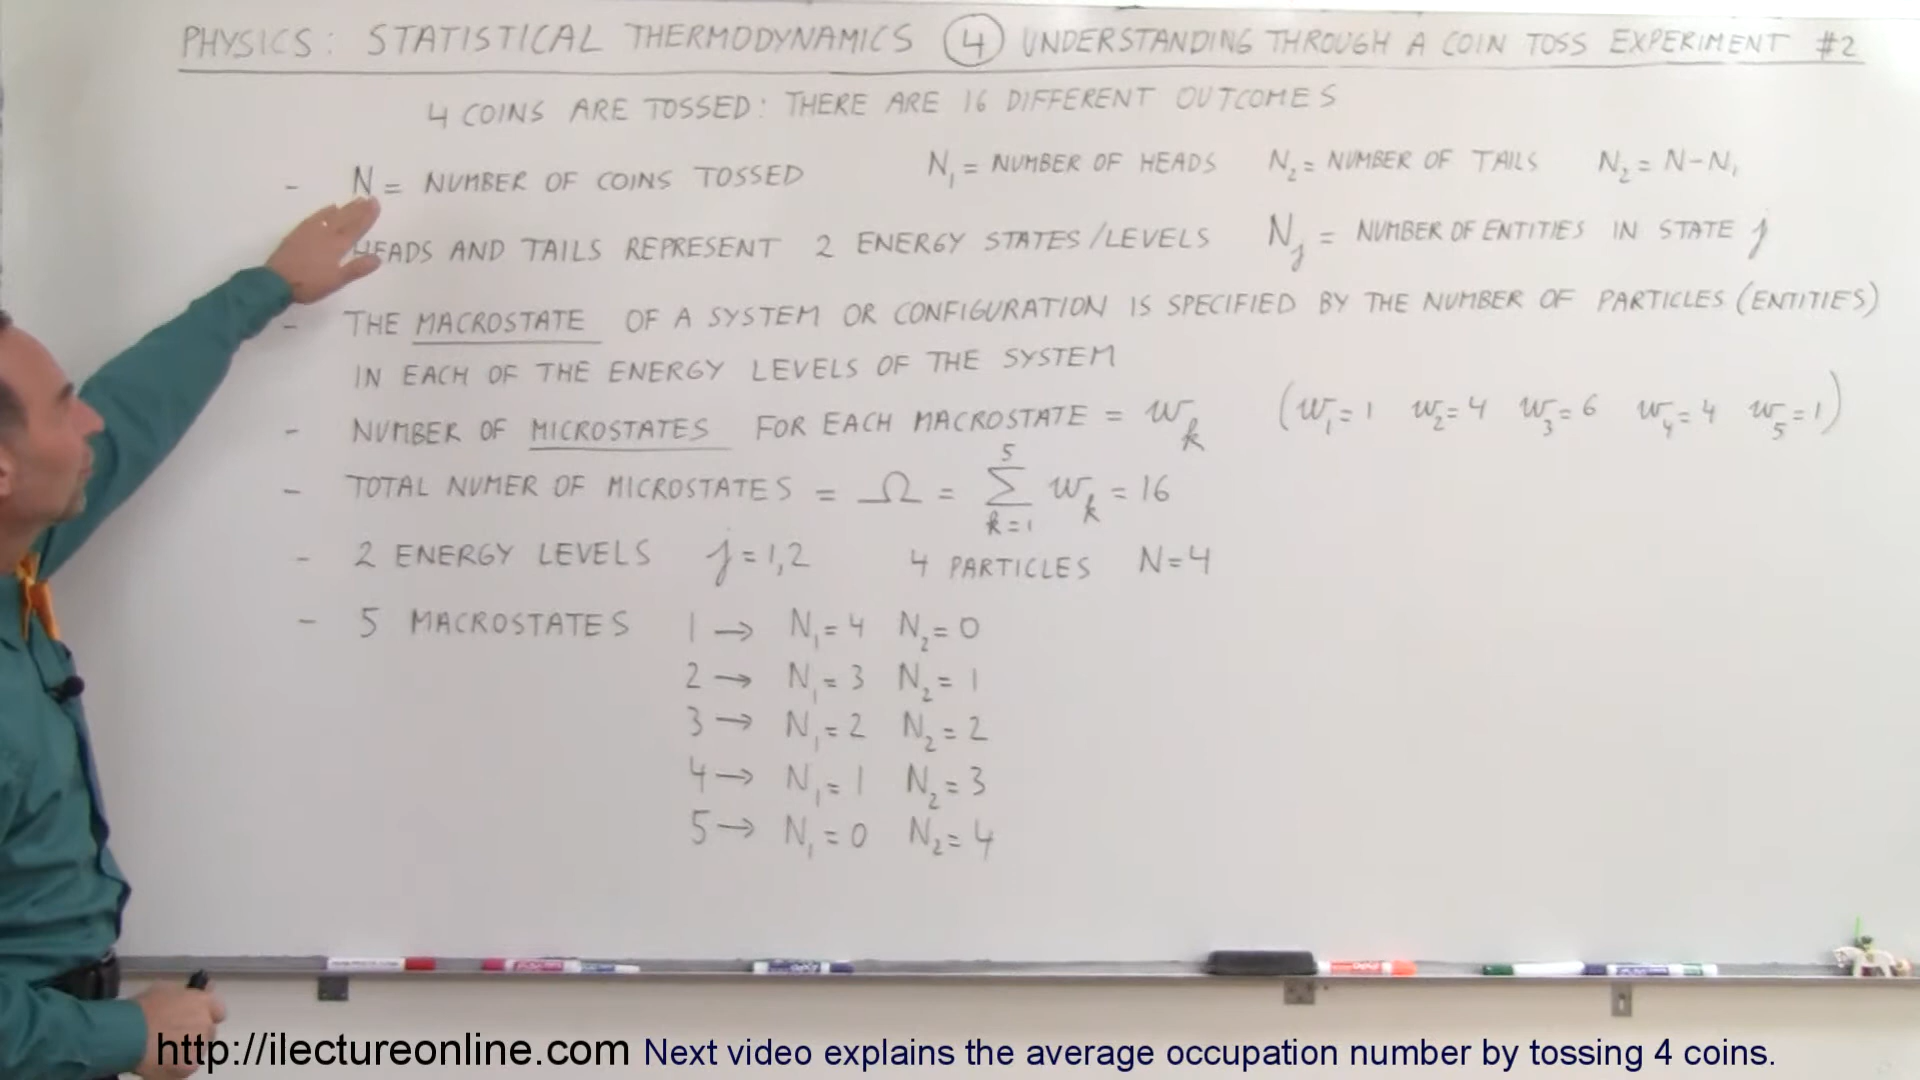 PHYSICS: STATISTICAL THERMODYNAMICS 4 UNDERSTANDING THROUGH A COIN TOSS EXPERIMENT #2
4 COINS ARE TOSSED: THERE ARE 16 DIFFERENT OUTCOMES
- N = NUMBER OF COINS TOSSED N₁ = NUMBER OF HEADS N₂ = NUMBER OF TAILS N₂ = N-N₁
HEADS AND TAILS REPRESENT 2 ENERGY STATES/LEVELS Nⱼ = NUMBER OF ENTITIES IN STATE j
- THE MACROSTATE OF A SYSTEM OR CONFIGURATION IS SPECIFIED BY THE NUMBER OF PARTICLES (ENTITIES)
IN EACH OF THE ENERGY LEVELS OF THE SYSTEM
- NUMBER OF MICROSTATES FOR EACH MACROSTATE = wₖ (w₁=1 w₂=4 w₃=6 w₄=4 w₅=1)
- TOTAL NUMER OF MICROSTATES = Ω = 5 Σ k=1 wₖ = 16
- 2 ENERGY LEVELS j=1,2 4 PARTICLES N=4
- 5 MACROSTATES 1 → N₁=4 N₂=0
2 → N₁=3 N₂=1
3 → N₁=2 N₂=2
4 → N₁=1 N₂=3
5 → N₁=0 N₂=4
http://ilectureonline.com Next video explains the average occupation number by tossing 4 coins.